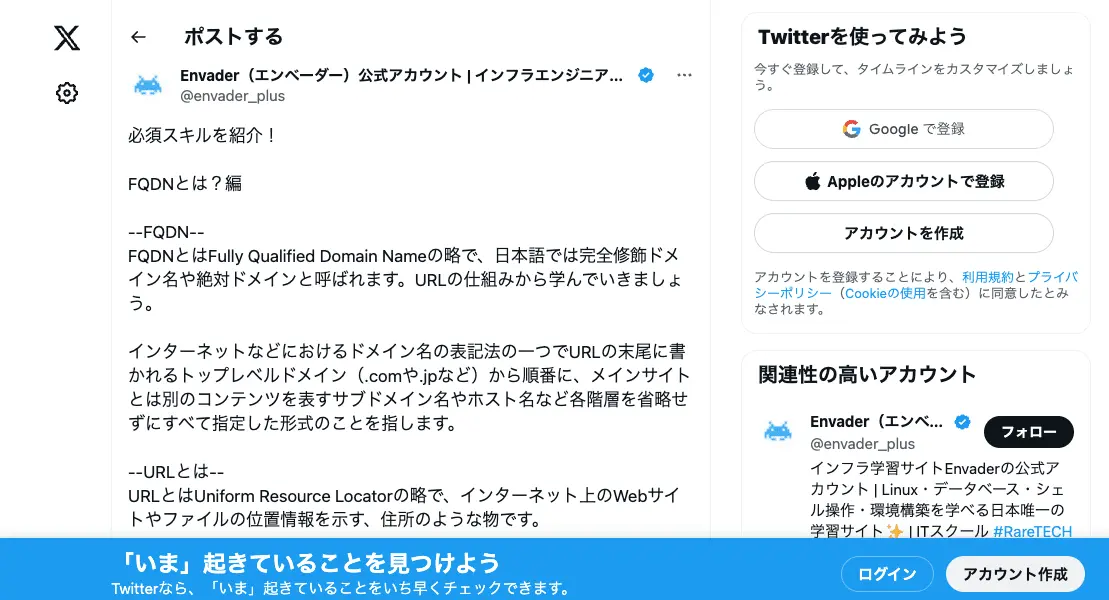 ポストする
Envader（エンベーダー）公式アカウント | インフラエンジニア...
@envader_plus
必須スキルを紹介！
FQDNとは？編
--FQDN--
FQDNとはFully Qualified Domain Nameの略で、日本語では完全修飾ドメ
イン名や絶対ドメインと呼ばれます。URLの仕組みから学んでいきましょ
う。
インターネットなどにおけるドメイン名の表記法の一つでURLの末尾に書
かれるトップレベルドメイン（.comや.jpなど）から順番に、メインサイト
とは別のコンテンツを表すサブドメイン名やホスト名など各階層を省略せ
ずにすべて指定した形式のことを指します。
--URLとは--
URLとはUniform Resource Locatorの略で、インターネット上のWebサイ
トやファイルの位置情報を示す、住所のような物です。
Twitterを使ってみよう
今すぐ登録して、タイムラインをカスタマイズしましょ
う。
Google で登録
Appleのアカウントで登録
アカウントを作成
アカウントを登録することにより、利用規約とプライバ
シーポリシー（Cookieの使用を含む）に同意したとみ
なされます。
関連性の高いアカウント
Envader（エンベ...
フォロー
@envader_plus
インフラ学習サイトEnvaderの公式ア
カウント | Linux・データベース・シェ
ル操作・環境構築を学べる日本唯一の
学習サイト✨ | ITスクール #RareTECH
「いま」起きていることを見つけよう
Twitterなら、「いま」起きていることをいち早くチェックできます。
ログイン
アカウント作成